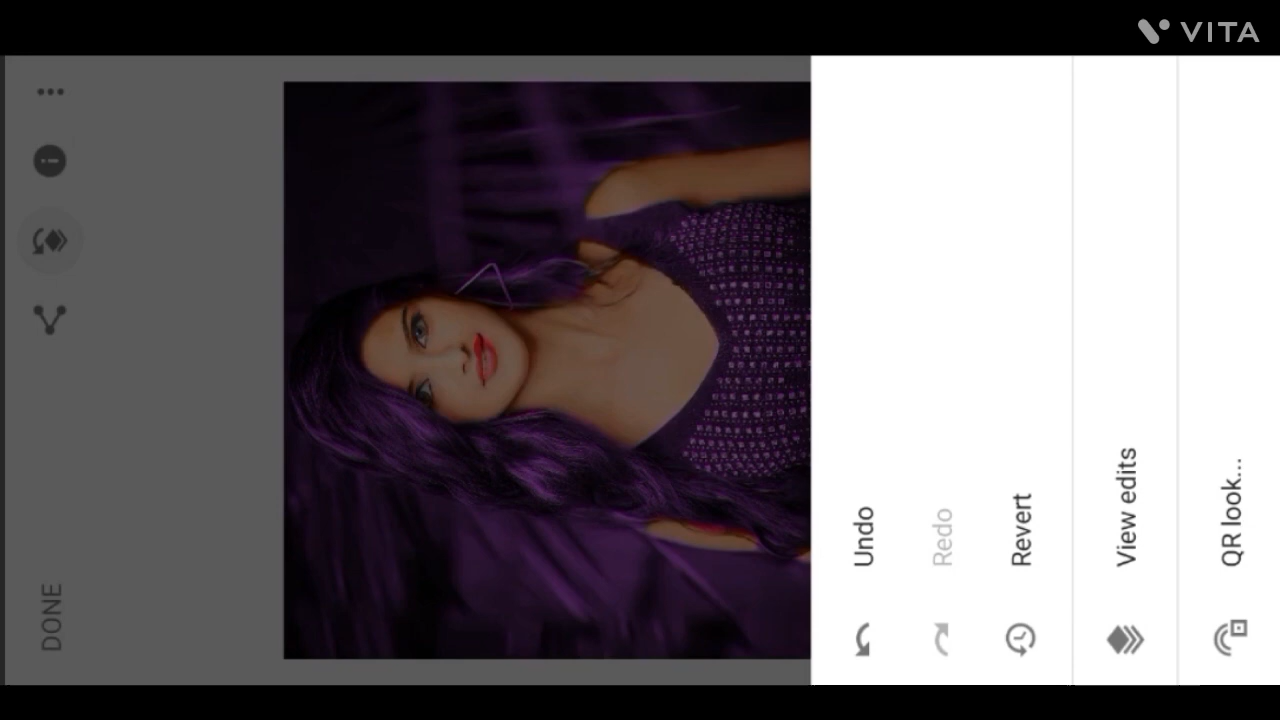 VITA
DONE
Undo
Redo
Revert
View edits
QR look...